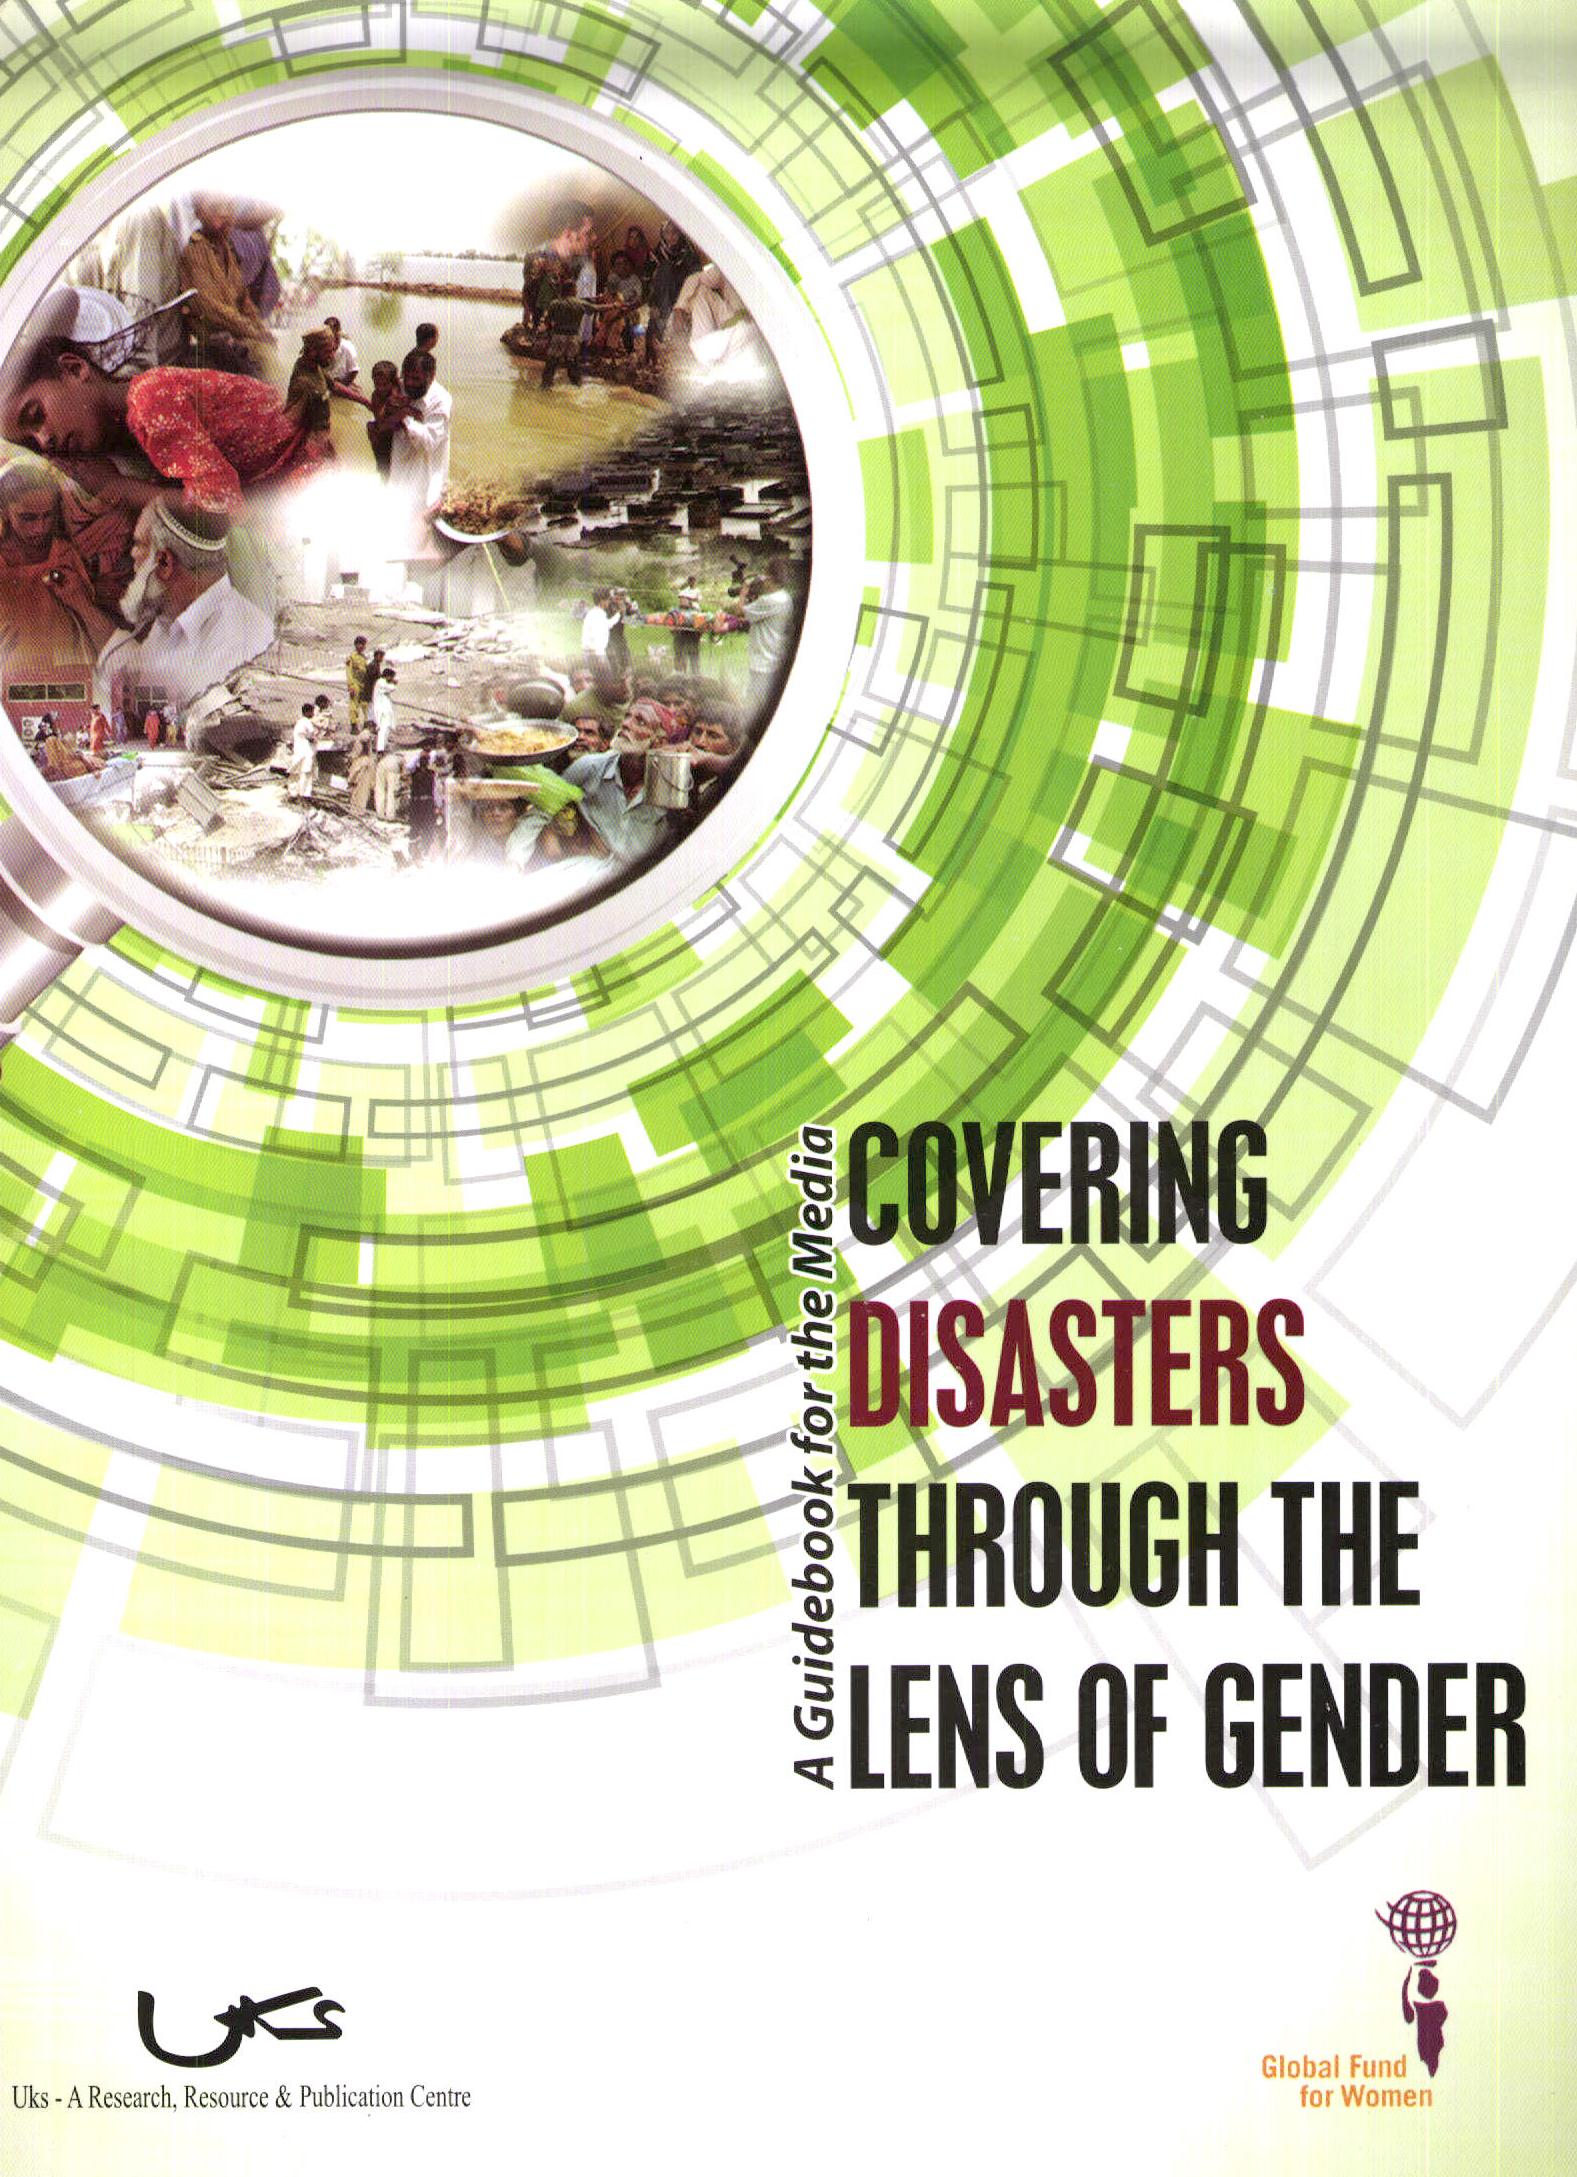 A Guidebook for the Media
COVERING
DISASTERS
THROUGH THE
LENS OF GENDER
Uks
Uks - A Research, Resource & Publication Centre
Global Fund
for Women